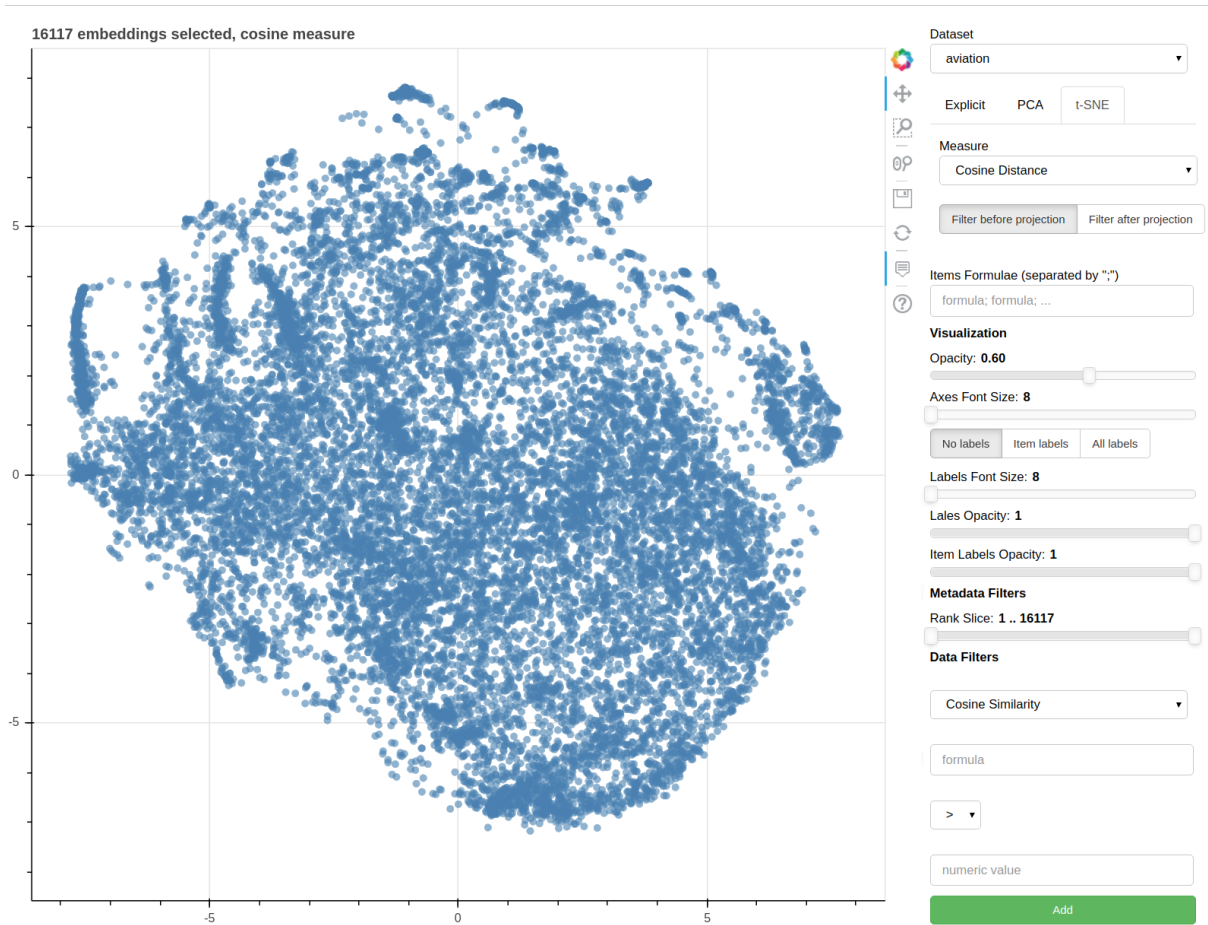 16117 embeddings selected, cosine measure
5
0
-5
-5
0
5
Dataset
aviation
Explicit PCA t-SNE
Measure
Cosine Distance
Filter before projection Filter after projection
Items Formulae (separated by ";")
formula; formula; ...
Visualization
Opacity: 0.60
Axes Font Size: 8
No labels Item labels All labels
Labels Font Size: 8
Lales Opacity: 1
Item Labels Opacity: 1
Metadata Filters
Rank Slice: 1 .. 16117
Data Filters
Cosine Similarity
formula
>
numeric value
Add